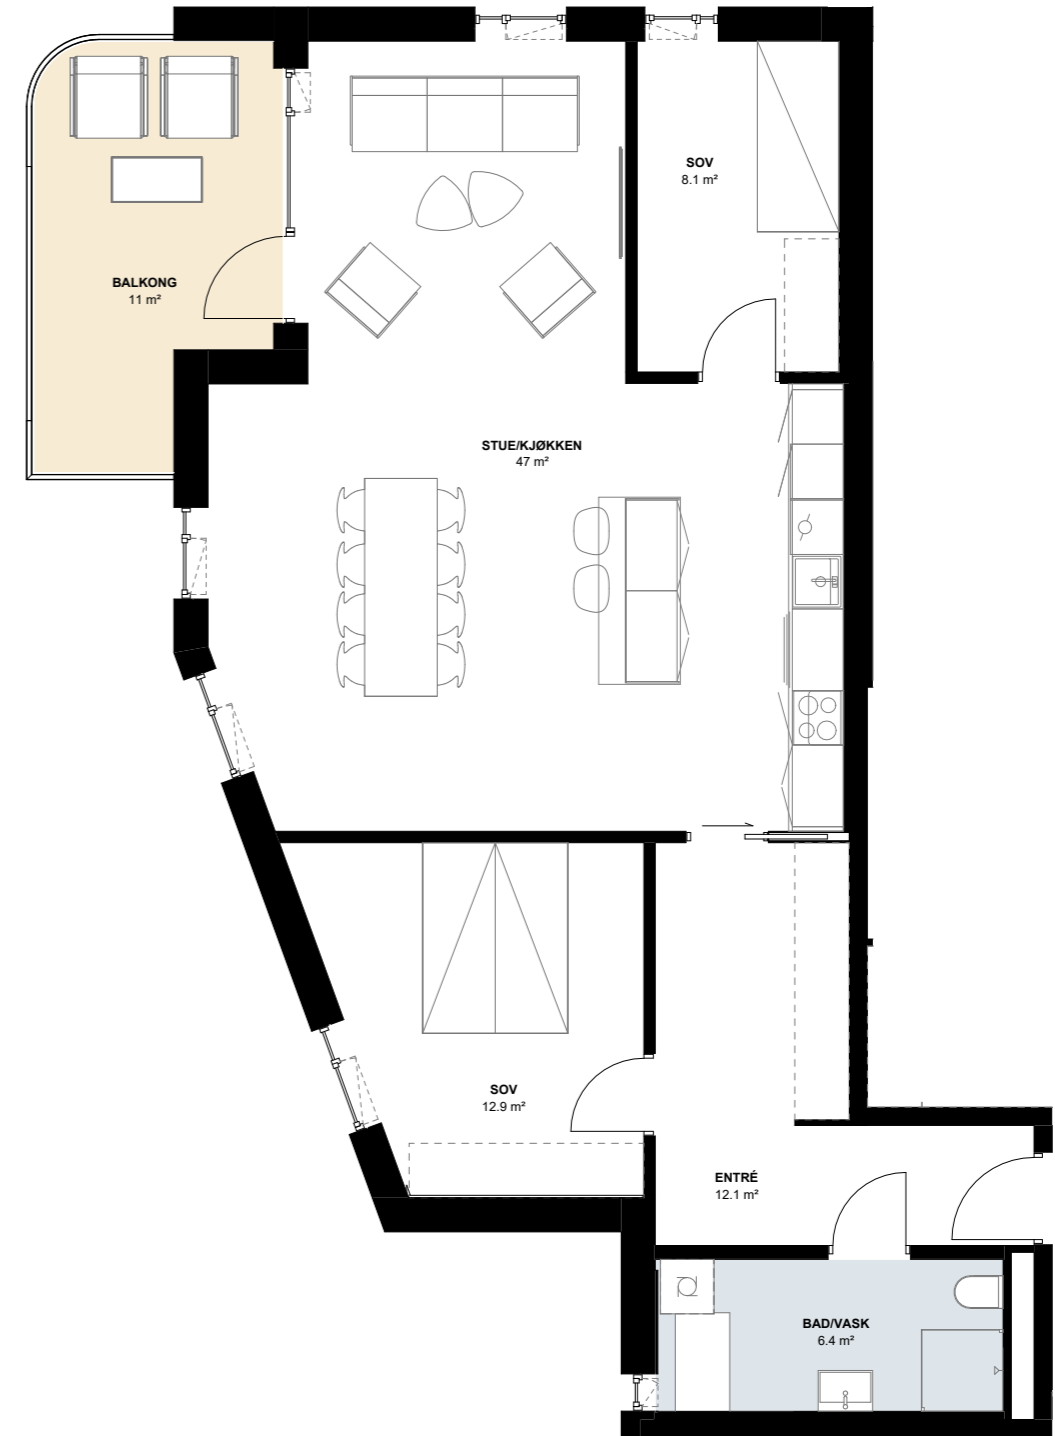 SOV
8.1 m²
BALKONG
11 m²
STUE/KJØKKEN
47 m²
SOV
12.9 m²
ENTRÉ
12.1 m²
BAD/VASK
6.4 m²